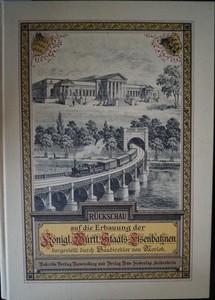 RÜCKSCHAU
auf die Erbauung der
Königl. Württ. Staats-Eisenbahnen
dargestellt durch Baudirektor von Morlok.